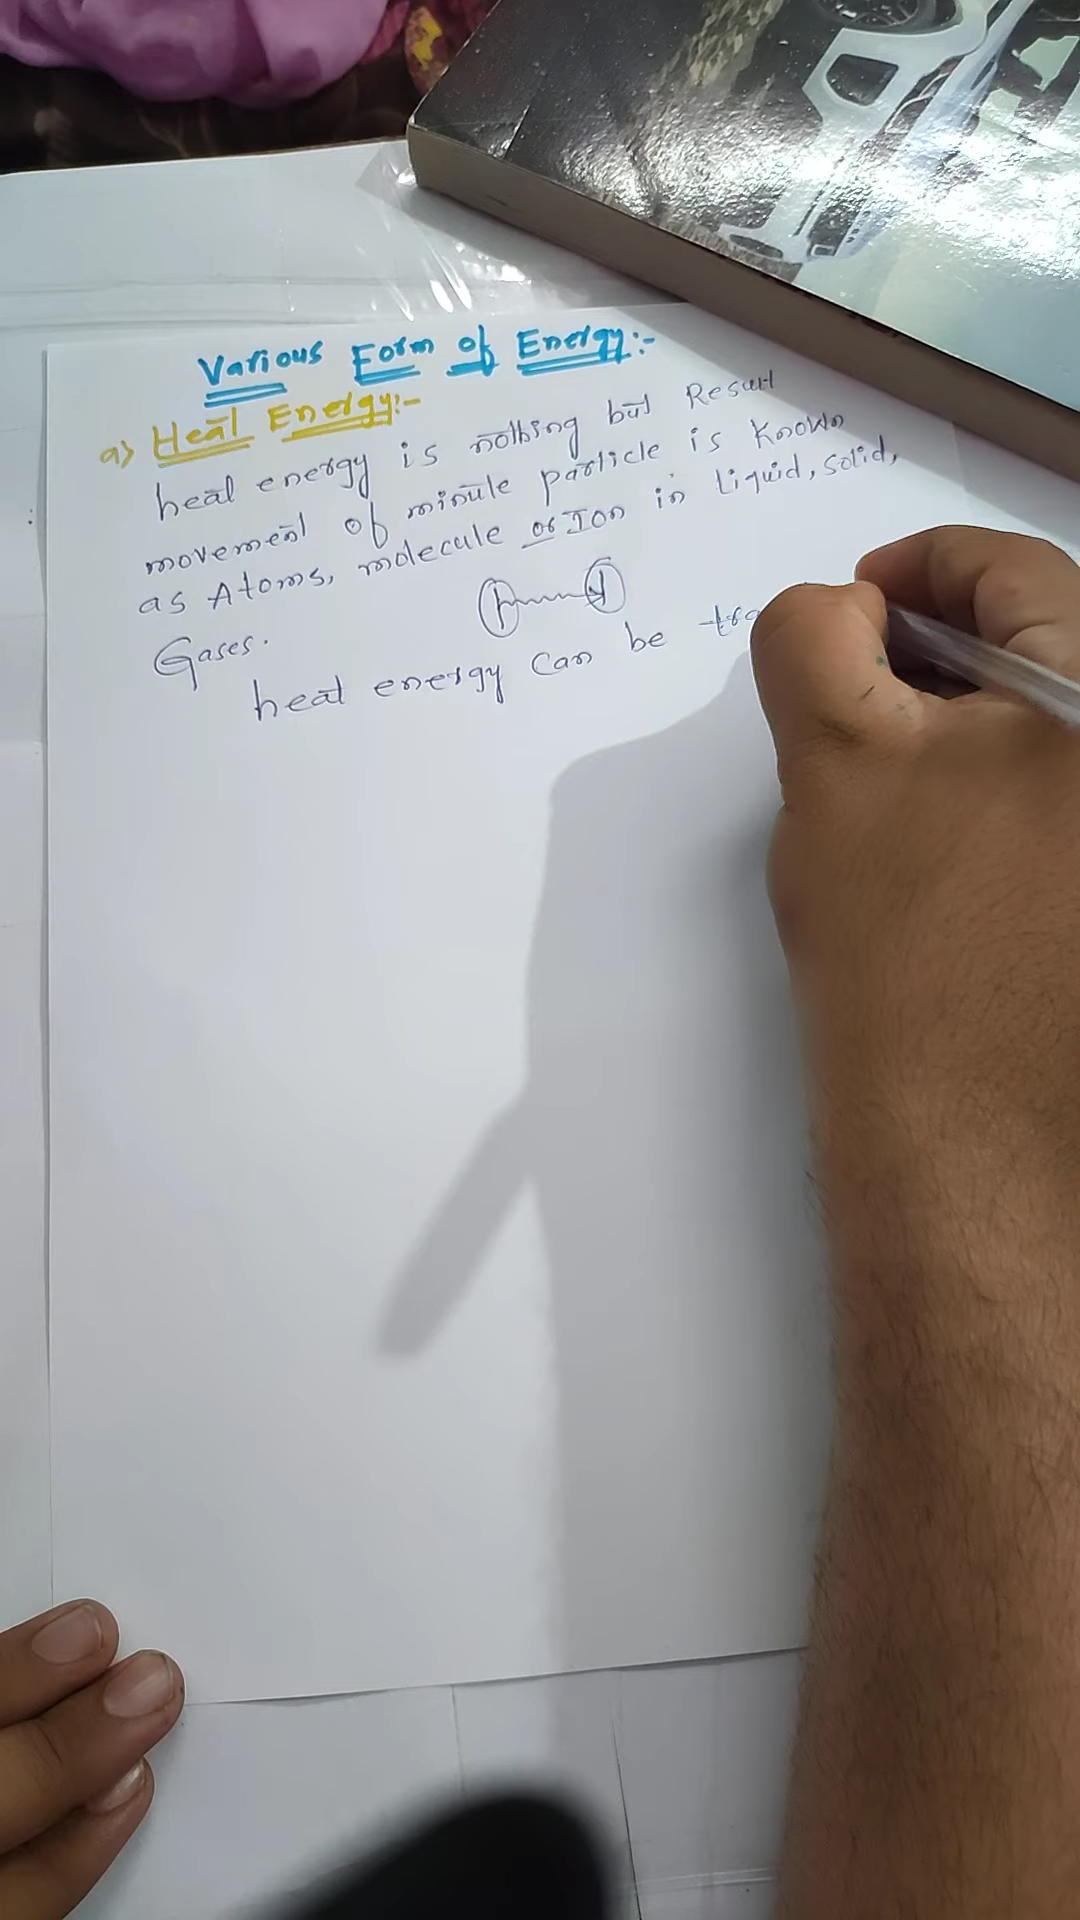 Various Form of Energy:-
a) Heat Energy:-
heat energy is nothing but Result
movement of minute particle is known
as Atoms, molecule or Ion in Liquid, Solid,
Gases.
heat energy can be